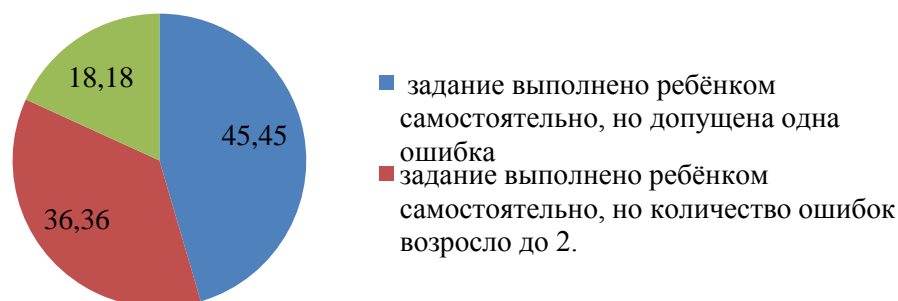 18,18
45,45
36,36
задание выполнено ребёнком
самостоятельно, но допущена одна
ошибка
задание выполнено ребёнком
самостоятельно, но количество ошибок
возросло до 2.